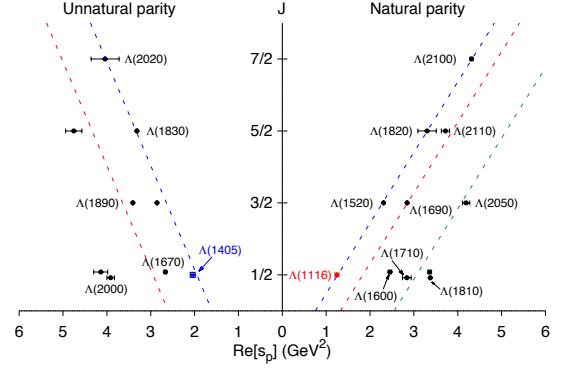 Unnatural parity J Natural parity
7/2
Λ(2020) Λ(2100)
5/2
Λ(1830) Λ(1820) Λ(2110)
3/2
Λ(1890) Λ(1520) Λ(1690) Λ(2050)
Λ(1405)
Λ(1670) Λ(1710)
1/2
Λ(1116)
Λ(2000) Λ(1600) Λ(1810)
6 5 4 3 2 1 0 1 2 3 4 5 6
Re[s_p] (GeV²)